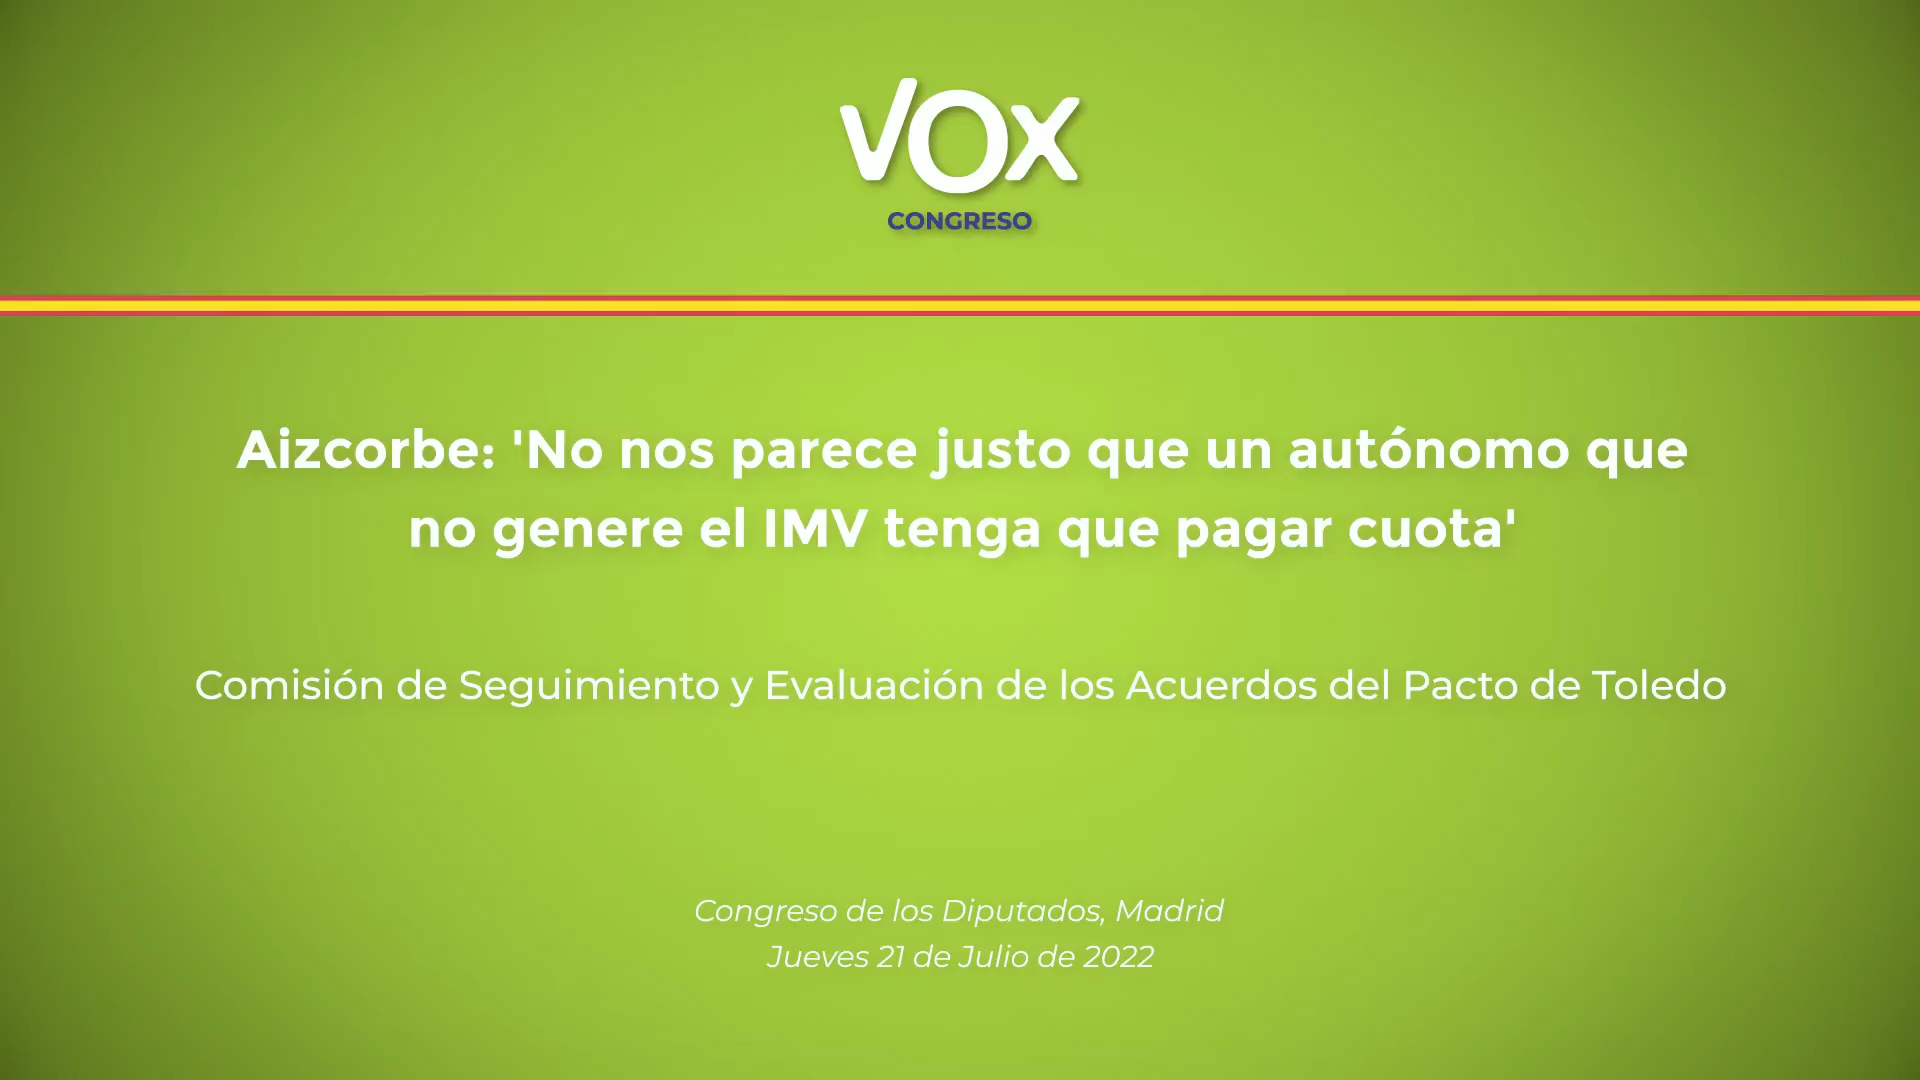 VOX
CONGRESO
Aizcorbe: 'No nos parece justo que un autónomo que
no genere el IMV tenga que pagar cuota'
Comisión de Seguimiento y Evaluación de los Acuerdos del Pacto de Toledo
Congreso de los Diputados, Madrid
Jueves 21 de Julio de 2022